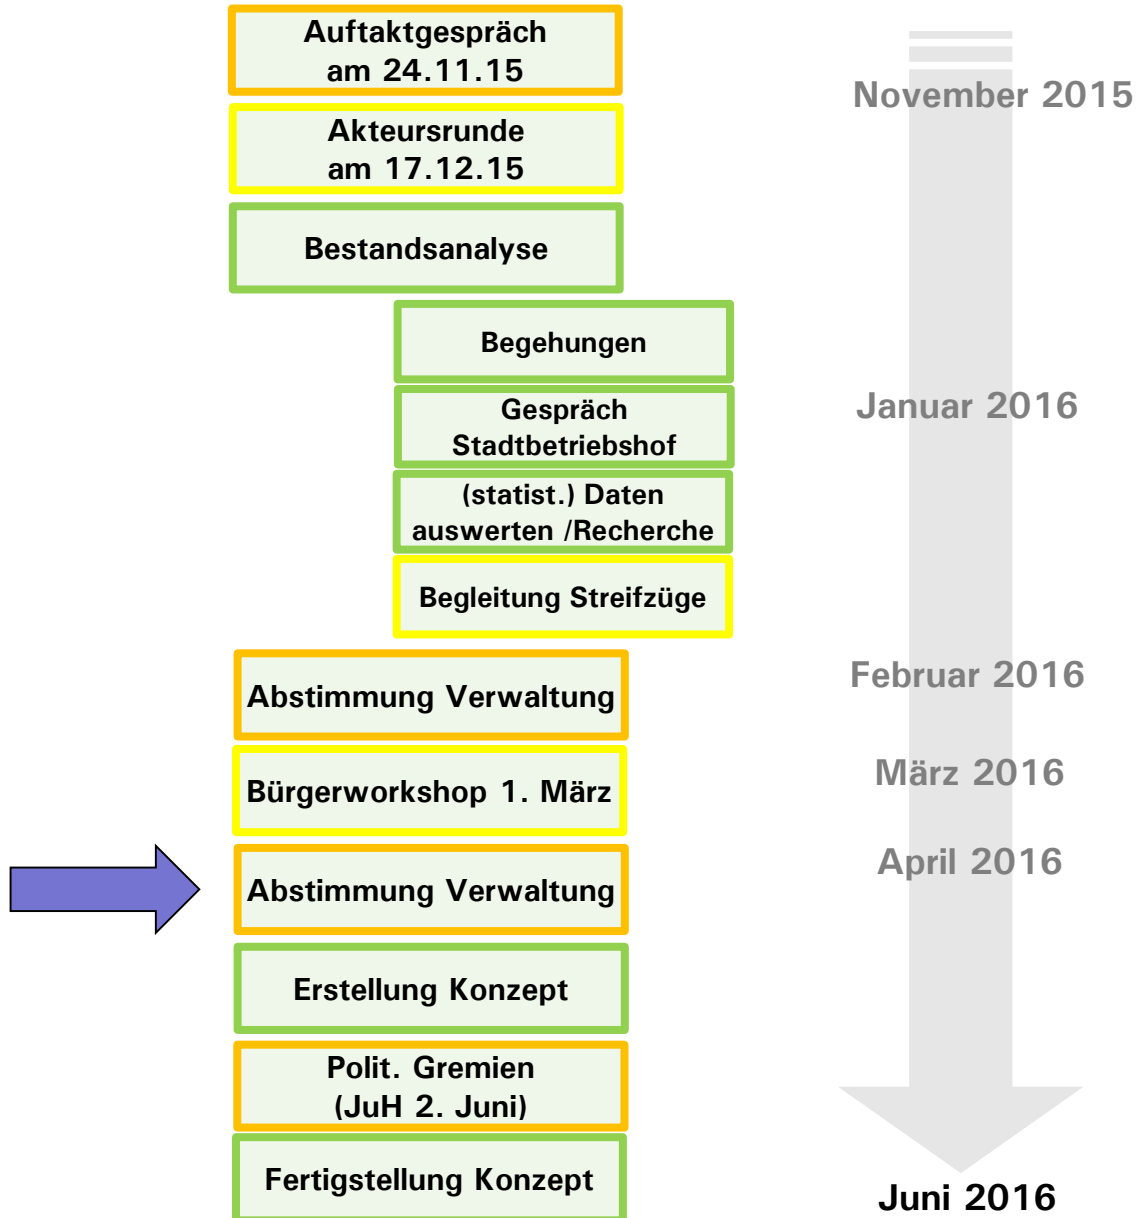 Auftaktgespräch
am 24.11.15
November 2015
Akteursrunde
am 17.12.15
Bestandsanalyse
Begehungen
Januar 2016
Gespräch
Stadtbetriebshof
(statist.) Daten
auswerten /Recherche
Begleitung Streifzüge
Februar 2016
Abstimmung Verwaltung
März 2016
Bürgerworkshop 1. März
April 2016
Abstimmung Verwaltung
Erstellung Konzept
Polit. Gremien
(JuH 2. Juni)
Fertigstellung Konzept
Juni 2016